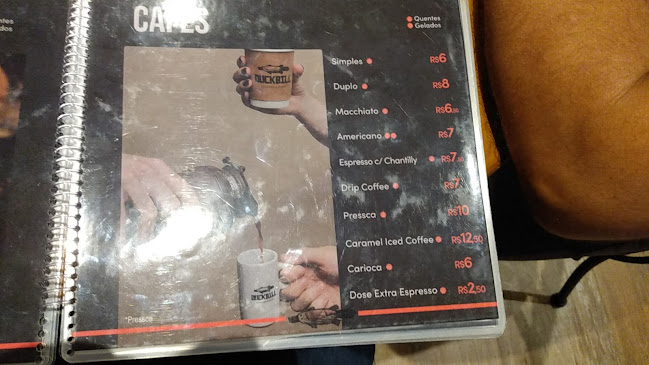 CAFÉS
Quentes
Gelados
DUCKBILL
Simples R$6
Duplo R$8
Macchiato R$6,50
Americano R$7
Espresso c/ Chantilly R$7,50
Drip Coffee R$7
Pressca R$10
Caramel Iced Coffee R$12,50
Carioca R$6
Dose Extra Espresso R$2,50
DUCKBILL
*Pressca